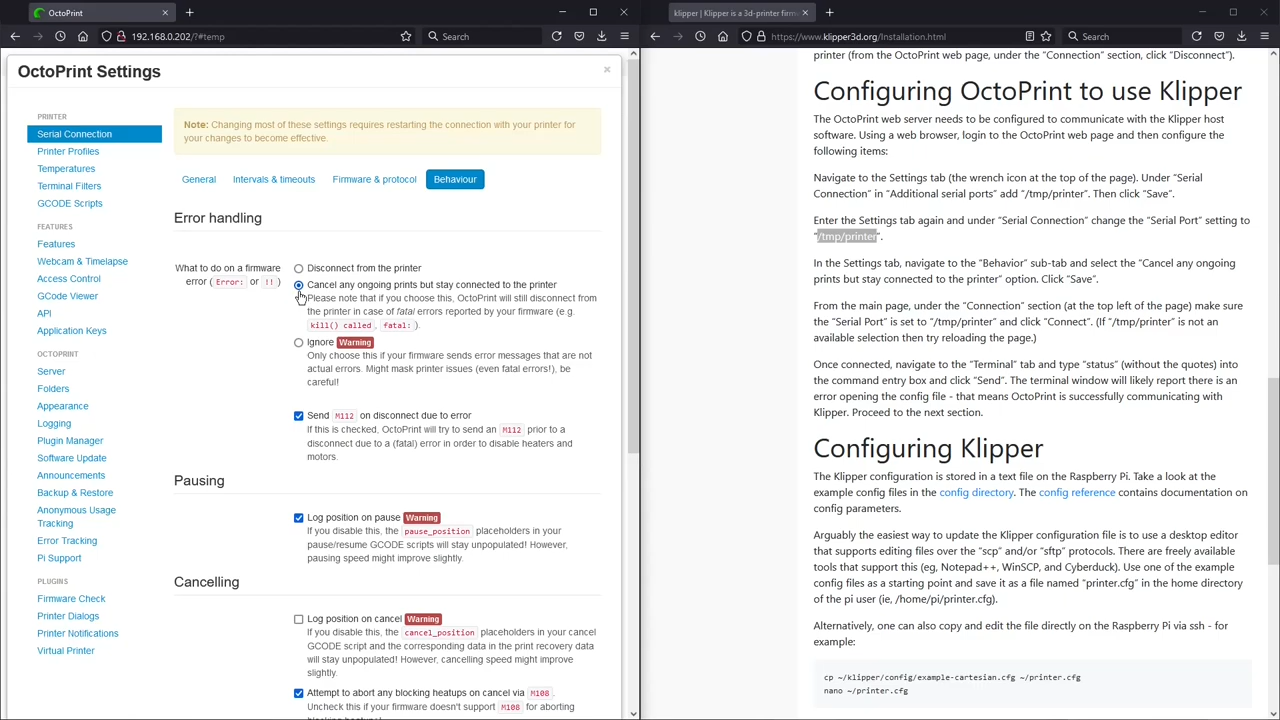 OctoPrint
192.168.0.202/?#temp
Search
OctoPrint Settings
PRINTER
Serial Connection
Printer Profiles
Temperatures
Terminal Filters
GCODE Scripts
FEATURES
Features
Webcam & Timelapse
Access Control
GCode Viewer
API
Application Keys
OCTOPRINT
Server
Folders
Appearance
Logging
Plugin Manager
Software Update
Announcements
Backup & Restore
Anonymous Usage
Tracking
Error Tracking
Pi Support
PLUGINS
Firmware Check
Printer Dialogs
Printer Notifications
Virtual Printer
Note: Changing most of these settings requires restarting the connection with your printer for
your changes to become effective.
General Intervals & timeouts Firmware & protocol Behaviour
Error handling
What to do on a firmware
error ( Error: or !! )
Disconnect from the printer
Cancel any ongoing prints but stay connected to the printer
Please note that if you choose this, OctoPrint will still disconnect from
the printer in case of fatal errors reported by your firmware (e.g.
kill() called, fatal: ).
Ignore Warning
Only choose this if your firmware sends error messages that are not
actual errors. Might mask printer issues (even fatal errors!), be
careful!
Send M112 on disconnect due to error
If this is checked, OctoPrint will try to send an M112 prior to a
disconnect due to a (fatal) error in order to disable heaters and
motors.
Pausing
Log position on pause Warning
If you disable this, the pause_position placeholders in your
pause/resume GCODE scripts will stay unpopulated! However,
pausing speed might improve slightly.
Cancelling
Log position on cancel Warning
If you disable this, the cancel_position placeholders in your cancel
GCODE script and the corresponding data in the print recovery data
will stay unpopulated! However, cancelling speed might improve
slightly.
Attempt to abort any blocking heatups on cancel via M108.
Uncheck this if your firmware doesn't support M108 for aborting
klipper | Klipper is a 3d-printer firm
https://www.klipper3d.org/Installation.html
Search
printer (from the OctoPrint web page, under the "Connection" section, click "Disconnect").
Configuring OctoPrint to use Klipper
The OctoPrint web server needs to be configured to communicate with the Klipper host
software. Using a web browser, login to the OctoPrint web page and then configure the
following items:
Navigate to the Settings tab (the wrench icon at the top of the page). Under "Serial
Connection" in "Additional serial ports" add "/tmp/printer". Then click "Save".
Enter the Settings tab again and under "Serial Connection" change the "Serial Port" setting to
"/tmp/printer".
In the Settings tab, navigate to the "Behavior" sub-tab and select the "Cancel any ongoing
prints but stay connected to the printer" option. Click "Save".
From the main page, under the "Connection" section (at the top left of the page) make sure
the "Serial Port" is set to "/tmp/printer" and click "Connect". (If "/tmp/printer" is not an
available selection then try reloading the page.)
Once connected, navigate to the "Terminal" tab and type "status" (without the quotes) into
the command entry box and click "Send". The terminal window will likely report there is an
error opening the config file - that means OctoPrint is successfully communicating with
Klipper. Proceed to the next section.
Configuring Klipper
The Klipper configuration is stored in a text file on the Raspberry Pi. Take a look at the
example config files in the config directory. The config reference contains documentation on
config parameters.
Arguably the easiest way to update the Klipper configuration file is to use a desktop editor
that supports editing files over the "scp" and/or "sftp" protocols. There are freely available
tools that support this (eg, Notepad++, WinSCP, and Cyberduck). Use one of the example
config files as a starting point and save it as a file named "printer.cfg" in the home directory
of the pi user (ie, /home/pi/printer.cfg).
Alternatively, one can also copy and edit the file directly on the Raspberry Pi via ssh - for
example:
cp ~/klipper/config/example-cartesian.cfg ~/printer.cfg
nano ~/printer.cfg